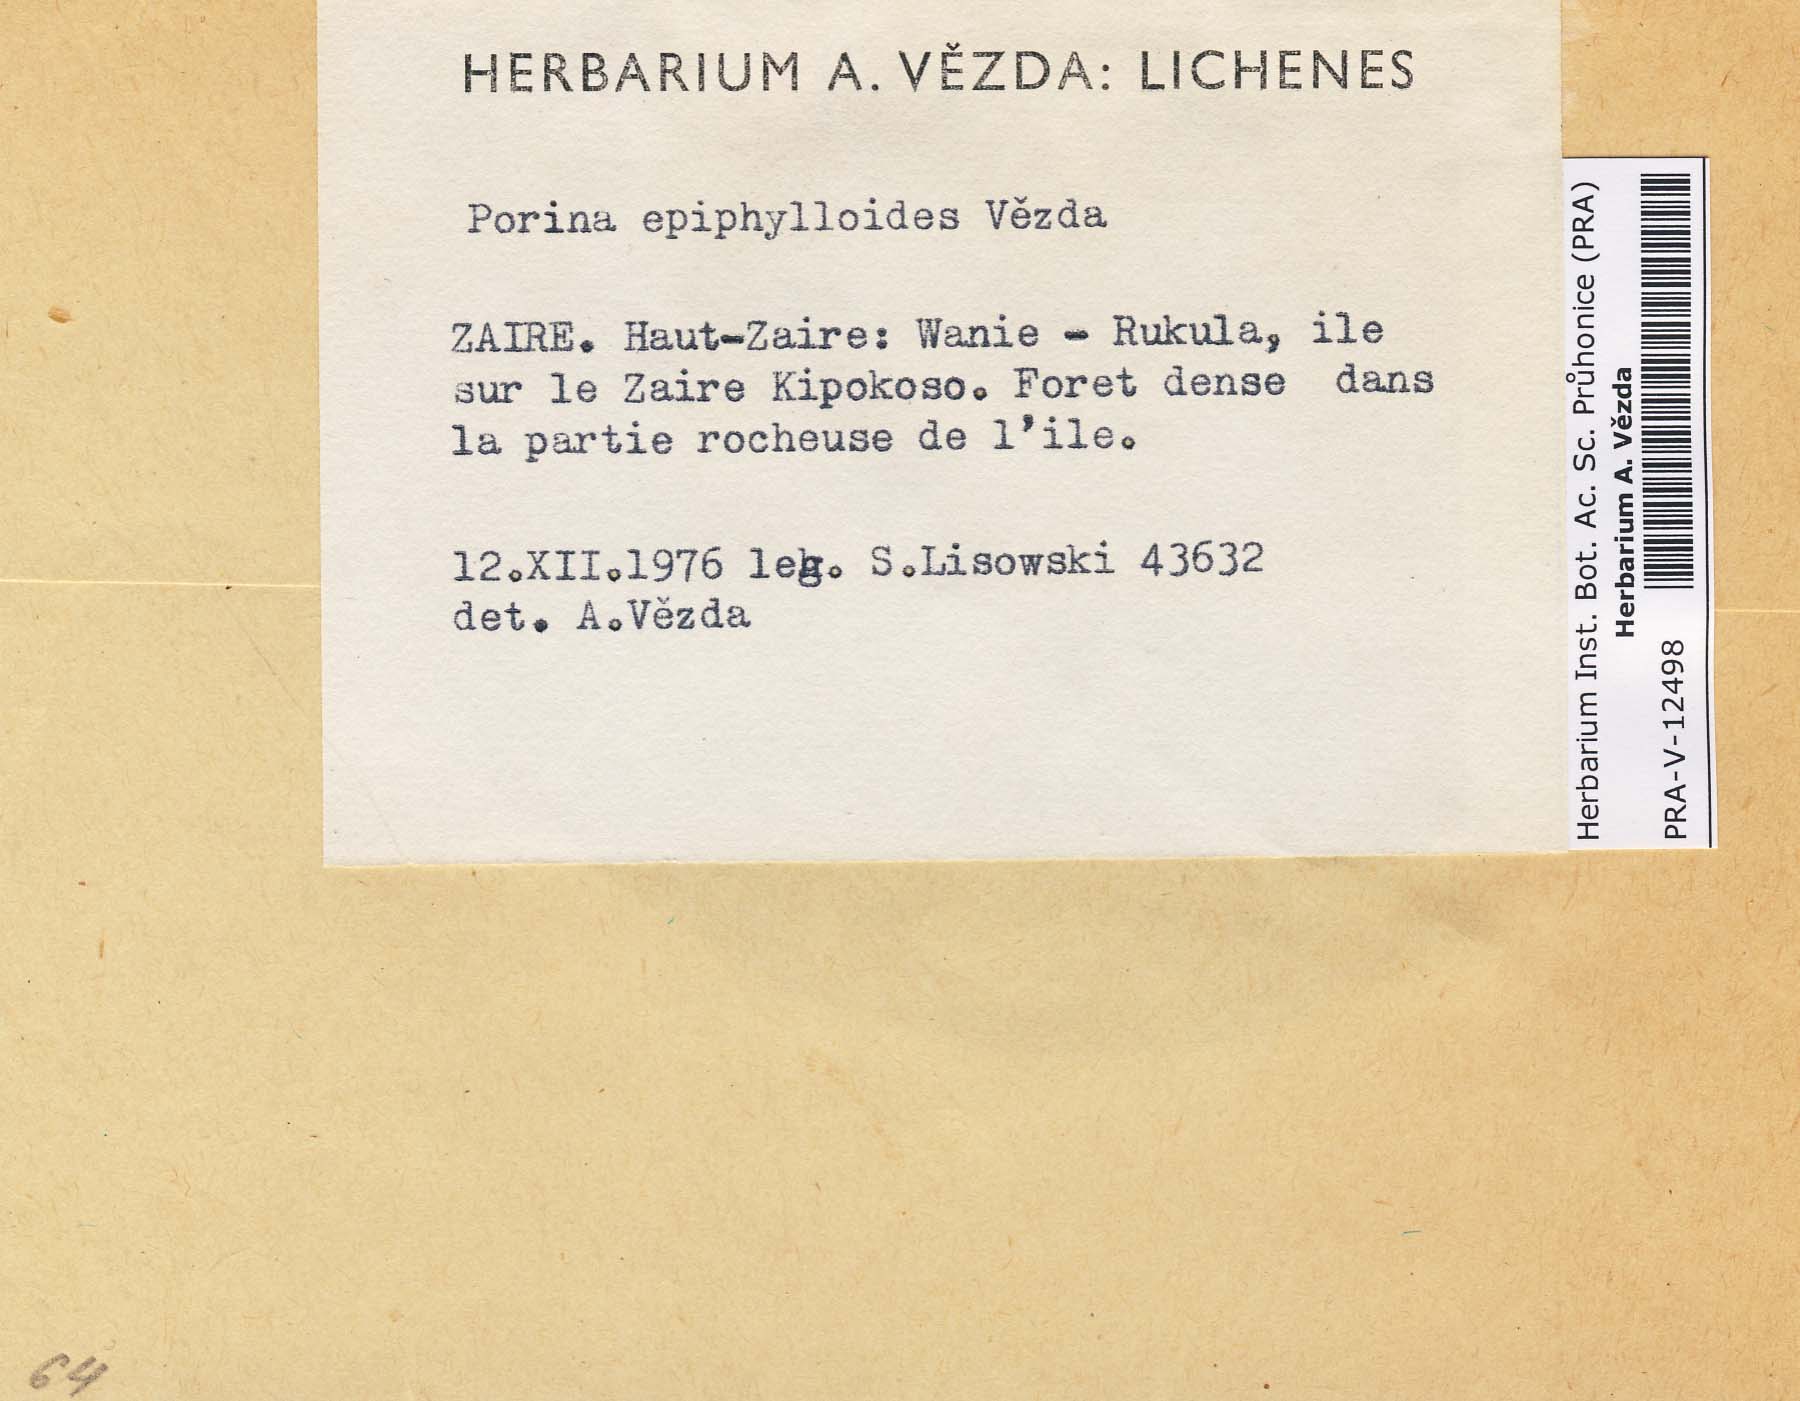 HERBARIUM A. VĚZDA: LICHENES
Porina epiphylloides Vězda
ZAIRE. Haut-Zaire: Wanie - Rukula, ile
sur le Zaire Kipokoso. Foret dense dans
la partie rocheuse de l'ile.
12.XII.1976 leg. S.Lisowski 43632
det. A.Vězda
Herbarium Inst. Bot. Ac. Sc. Průhonice (PRA)
Herbarium A. Vězda
PRA-V-12498
64